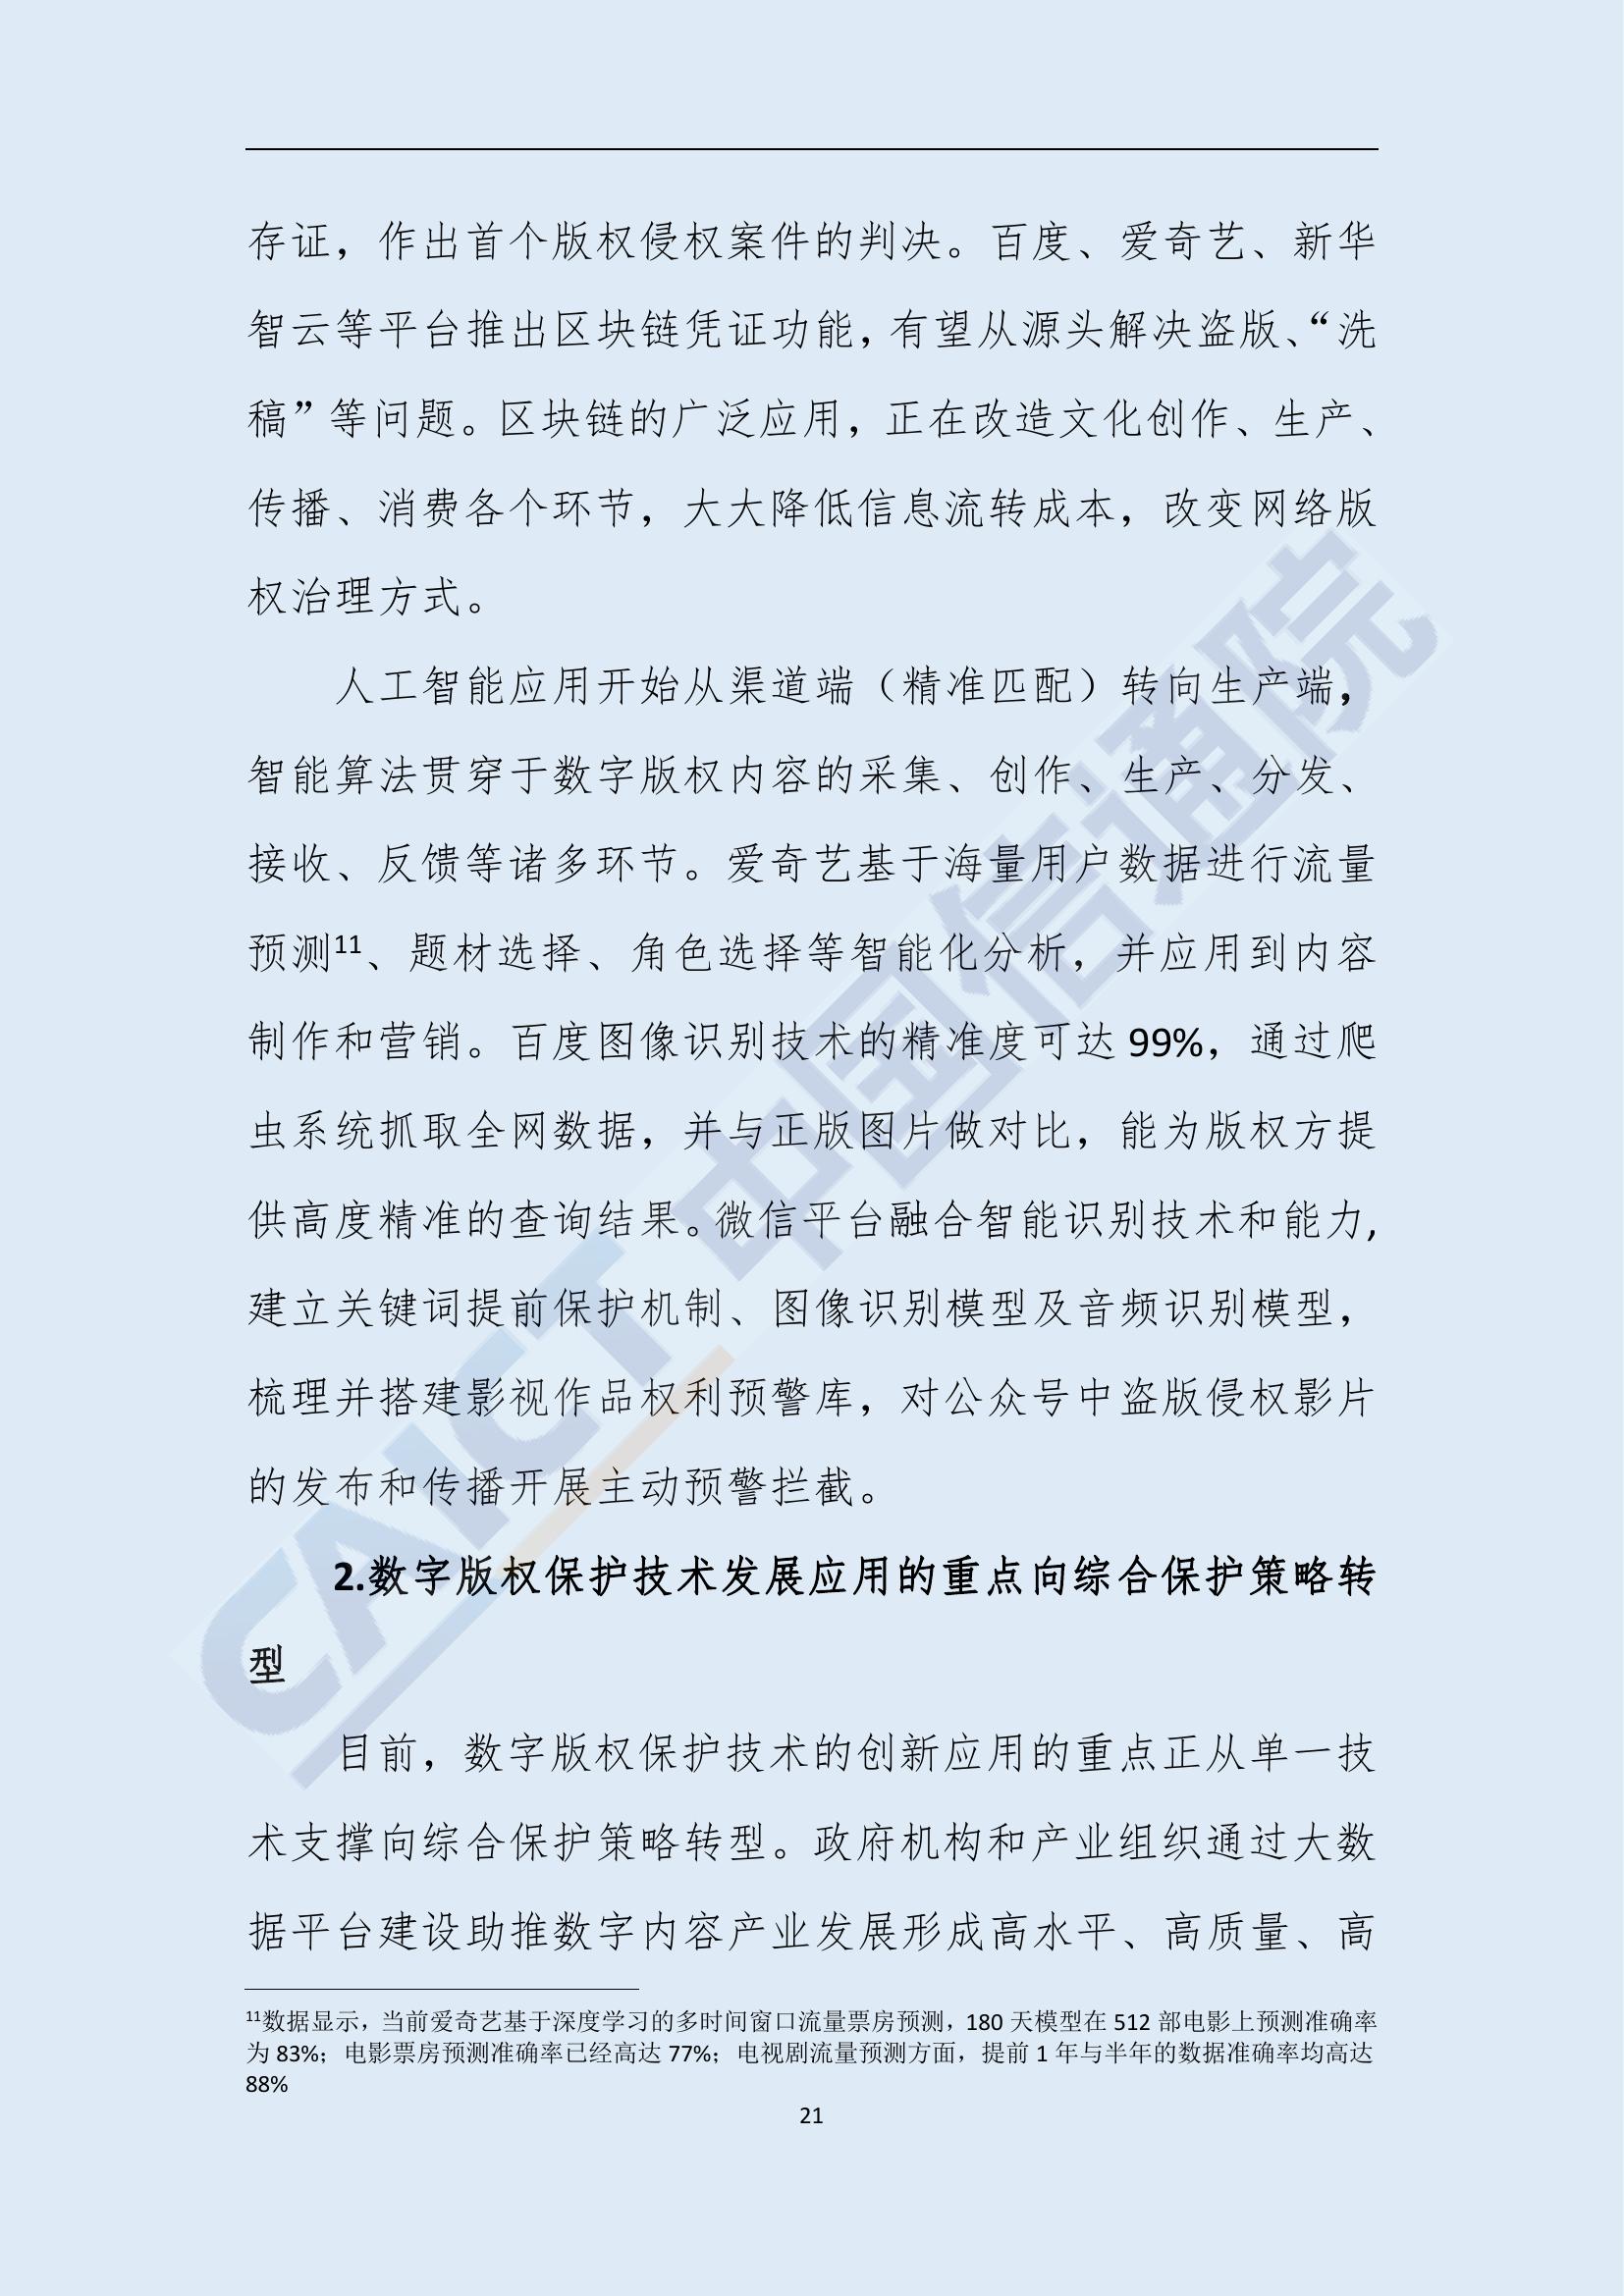 存证，作出首个版权侵权案件的判决。百度、爱奇艺、新华
智云等平台推出区块链凭证功能，有望从源头解决盗版、“洗
稿”等问题。区块链的广泛应用，正在改造文化创作、生产、
传播、消费各个环节，大大降低信息流转成本，改变网络版
权治理方式。
人工智能应用开始从渠道端（精准匹配）转向生产端，
智能算法贯穿于数字版权内容的采集、创作、生产、分发、
接收、反馈等诸多环节。爱奇艺基于海量用户数据进行流量
预测11、题材选择、角色选择等智能化分析，并应用到内容
制作和营销。百度图像识别技术的精准度可达 99%，通过爬
虫系统抓取全网数据，并与正版图片做对比，能为版权方提
供高度精准的查询结果。微信平台融合智能识别技术和能力，
建立关键词提前保护机制、图像识别模型及音频识别模型，
梳理并搭建影视作品权利预警库，对公众号中盗版侵权影片
的发布和传播开展主动预警拦截。
2.数字版权保护技术发展应用的重点向综合保护策略转
型
目前，数字版权保护技术的创新应用的重点正从单一技
术支撑向综合保护策略转型。政府机构和产业组织通过大数
据平台建设助推数字内容产业发展形成高水平、高质量、高
11数据显示，当前爱奇艺基于深度学习的多时间窗口流量票房预测，180 天模型在 512 部电影上预测准确率
为 83%；电影票房预测准确率已经高达 77%；电视剧流量预测方面，提前 1 年与半年的数据准确率均高达
88%
21
CAICT 中国信通院